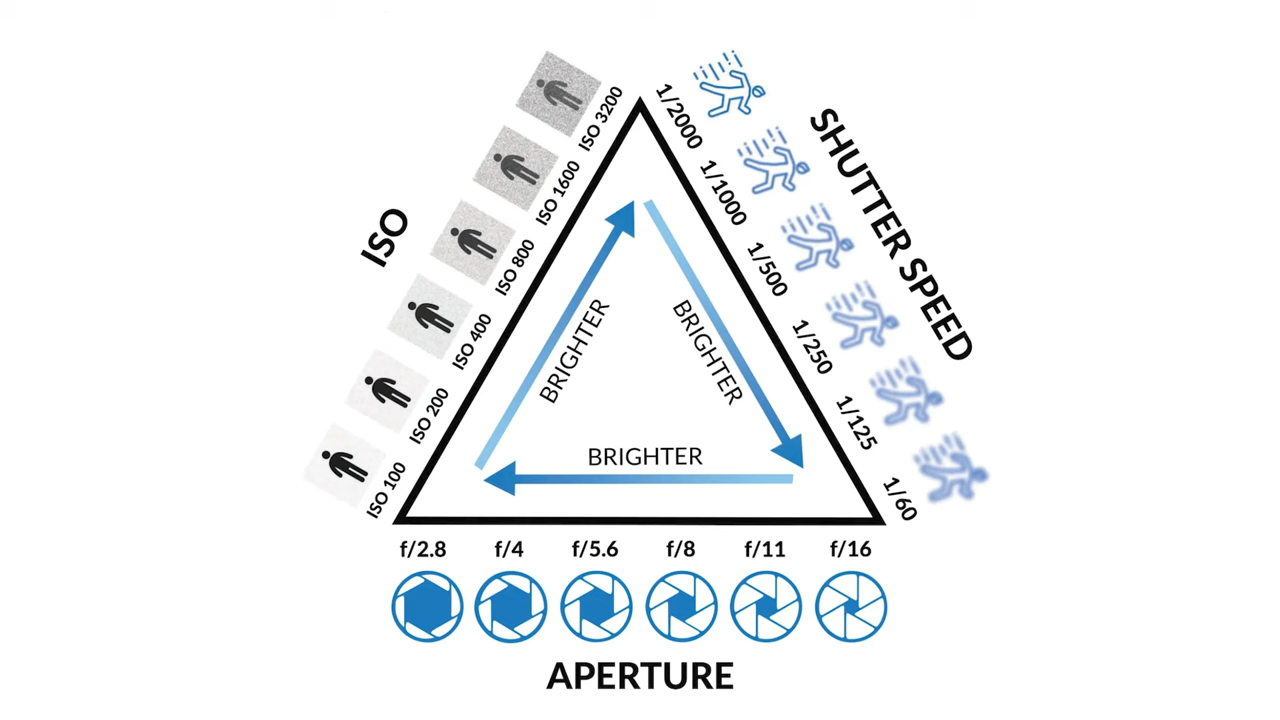 ISO
ISO 3200
ISO 1600
ISO 800
ISO 400
ISO 200
ISO 100
SHUTTER SPEED
1/2000
1/1000
1/500
1/250
1/125
1/60
BRIGHTER
BRIGHTER
BRIGHTER
f/2.8 f/4 f/5.6 f/8 f/11 f/16
APERTURE